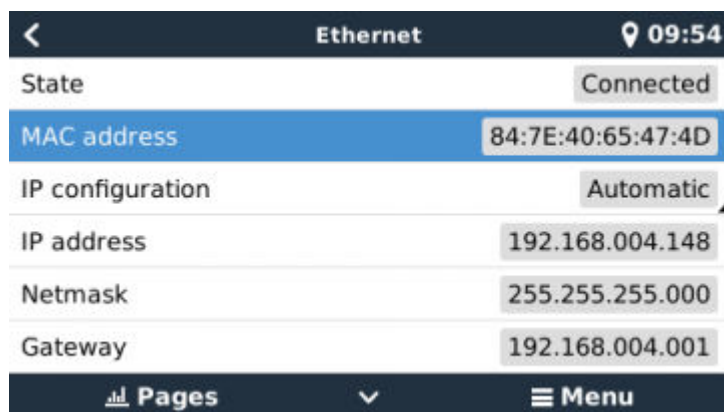 Ethernet 09:54
State Connected
MAC address 84:7E:40:65:47:4D
IP configuration Automatic
IP address 192.168.004.148
Netmask 255.255.255.000
Gateway 192.168.004.001
Pages Menu